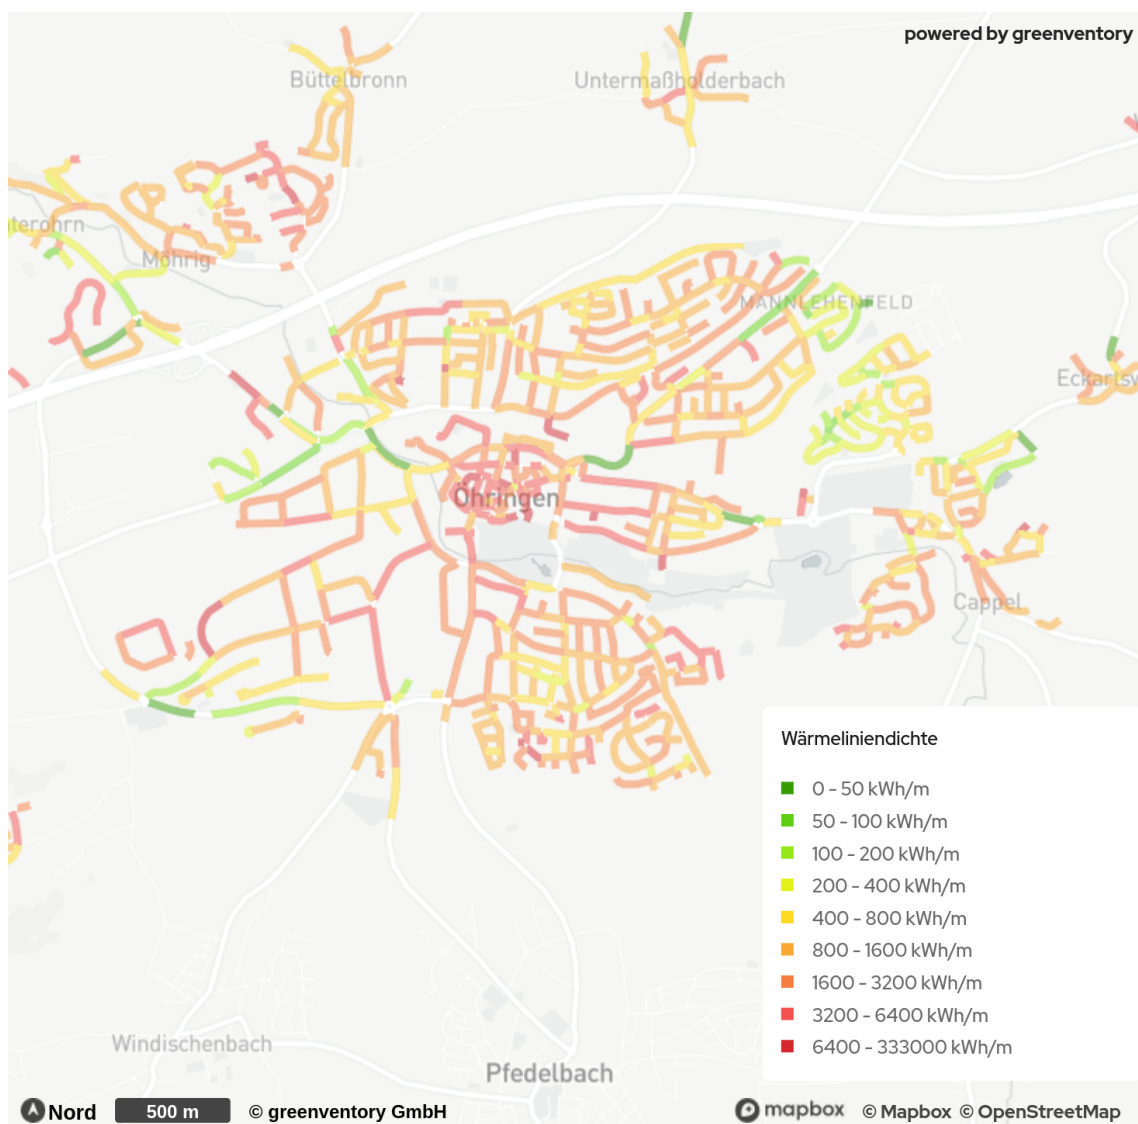 powered by greenventory
Büttelbronn
Untermaßholderbach
terohrn
Möhrig
MANNLEHENFELD
Eckartsw
Öhringen
Cappel
Wärmeliniendichte
0 - 50 kWh/m
50 - 100 kWh/m
100 - 200 kWh/m
200 - 400 kWh/m
400 - 800 kWh/m
800 - 1600 kWh/m
1600 - 3200 kWh/m
3200 - 6400 kWh/m
6400 - 333000 kWh/m
Windischenbach
Pfedelbach
Nord 500 m © greenventory GmbH
mapbox © Mapbox © OpenStreetMap